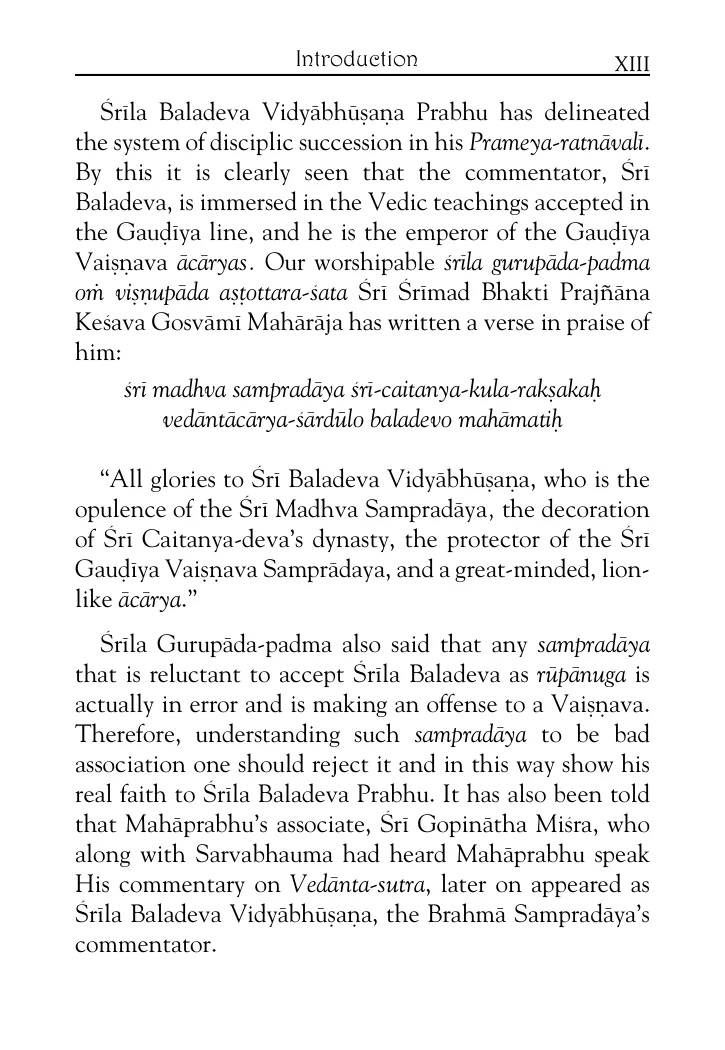 Introduction XIII
Śrīla Baladeva Vidyābhūṣaṇa Prabhu has delineated
the system of disciplic succession in his Prameya-ratnāvalī.
By this it is clearly seen that the commentator, Śrī
Baladeva, is immersed in the Vedic teachings accepted in
the Gauḍīya line, and he is the emperor of the Gauḍīya
Vaiṣṇava ācāryas. Our worshipable śrīla gurupāda-padma
oṁ viṣṇupāda aṣṭottara-śata Śrī Śrīmad Bhakti Prajñāna
Keśava Gosvāmī Mahārāja has written a verse in praise of
him:
śrī madhva sampradāya śrī-caitanya-kula-rakṣakaḥ
vedāntācārya-śārdūlo baladevo mahāmatiḥ
“All glories to Śrī Baladeva Vidyābhūṣaṇa, who is the
opulence of the Śrī Madhva Sampradāya, the decoration
of Śrī Caitanya-deva’s dynasty, the protector of the Śrī
Gauḍīya Vaiṣṇava Samprādaya, and a great-minded, lion-
like ācārya.”
Śrīla Gurupāda-padma also said that any sampradāya
that is reluctant to accept Śrīla Baladeva as rūpānuga is
actually in error and is making an offense to a Vaiṣṇava.
Therefore, understanding such sampradāya to be bad
association one should reject it and in this way show his
real faith to Śrīla Baladeva Prabhu. It has also been told
that Mahāprabhu’s associate, Śrī Gopinātha Miśra, who
along with Sarvabhauma had heard Mahāprabhu speak
His commentary on Vedānta-sutra, later on appeared as
Śrīla Baladeva Vidyābhūṣaṇa, the Brahmā Sampradāya’s
commentator.